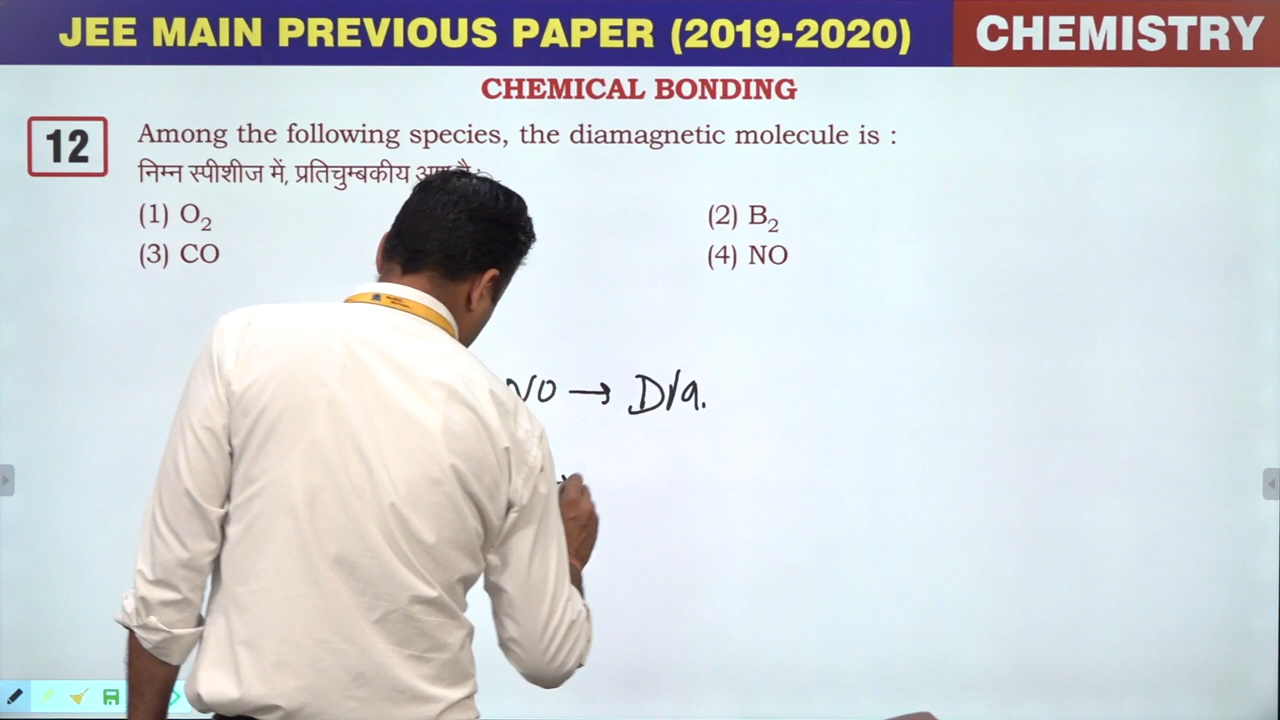 JEE MAIN PREVIOUS PAPER (2019-2020) CHEMISTRY
CHEMICAL BONDING
12 Among the following species, the diamagnetic molecule is :
निम्न स्पीशीज में, प्रतिचुम्बकीय
(1) O₂ (2) B₂
(3) CO (4) NO
NO → Dia.